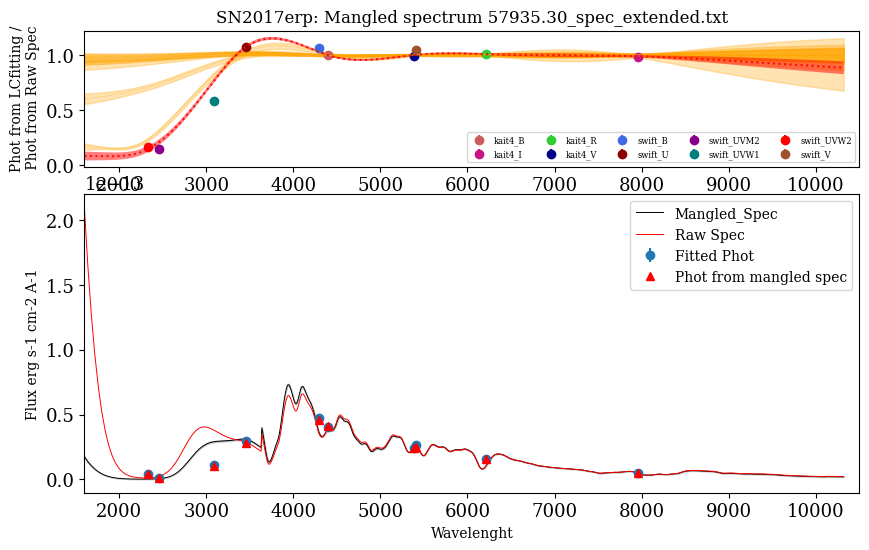 SN2017erp: Mangled spectrum 57935.30_spec_extended.txt
Phot from LCfitting /
Phot from Raw Spec
1.0
0.5
0.0
kait4_B kait4_R swift_B swift_UVM2 swift_UVW2
kait4_I kait4_V swift_U swift_UVW1 swift_V
2000 3000 4000 5000 6000 7000 8000 9000 10000
Flux erg s-1 cm-2 A-1
2.0
1.5
1.0
0.5
0.0
Mangled_Spec
Raw Spec
Fitted Phot
Phot from mangled spec
2000 3000 4000 5000 6000 7000 8000 9000 10000
Wavelenght